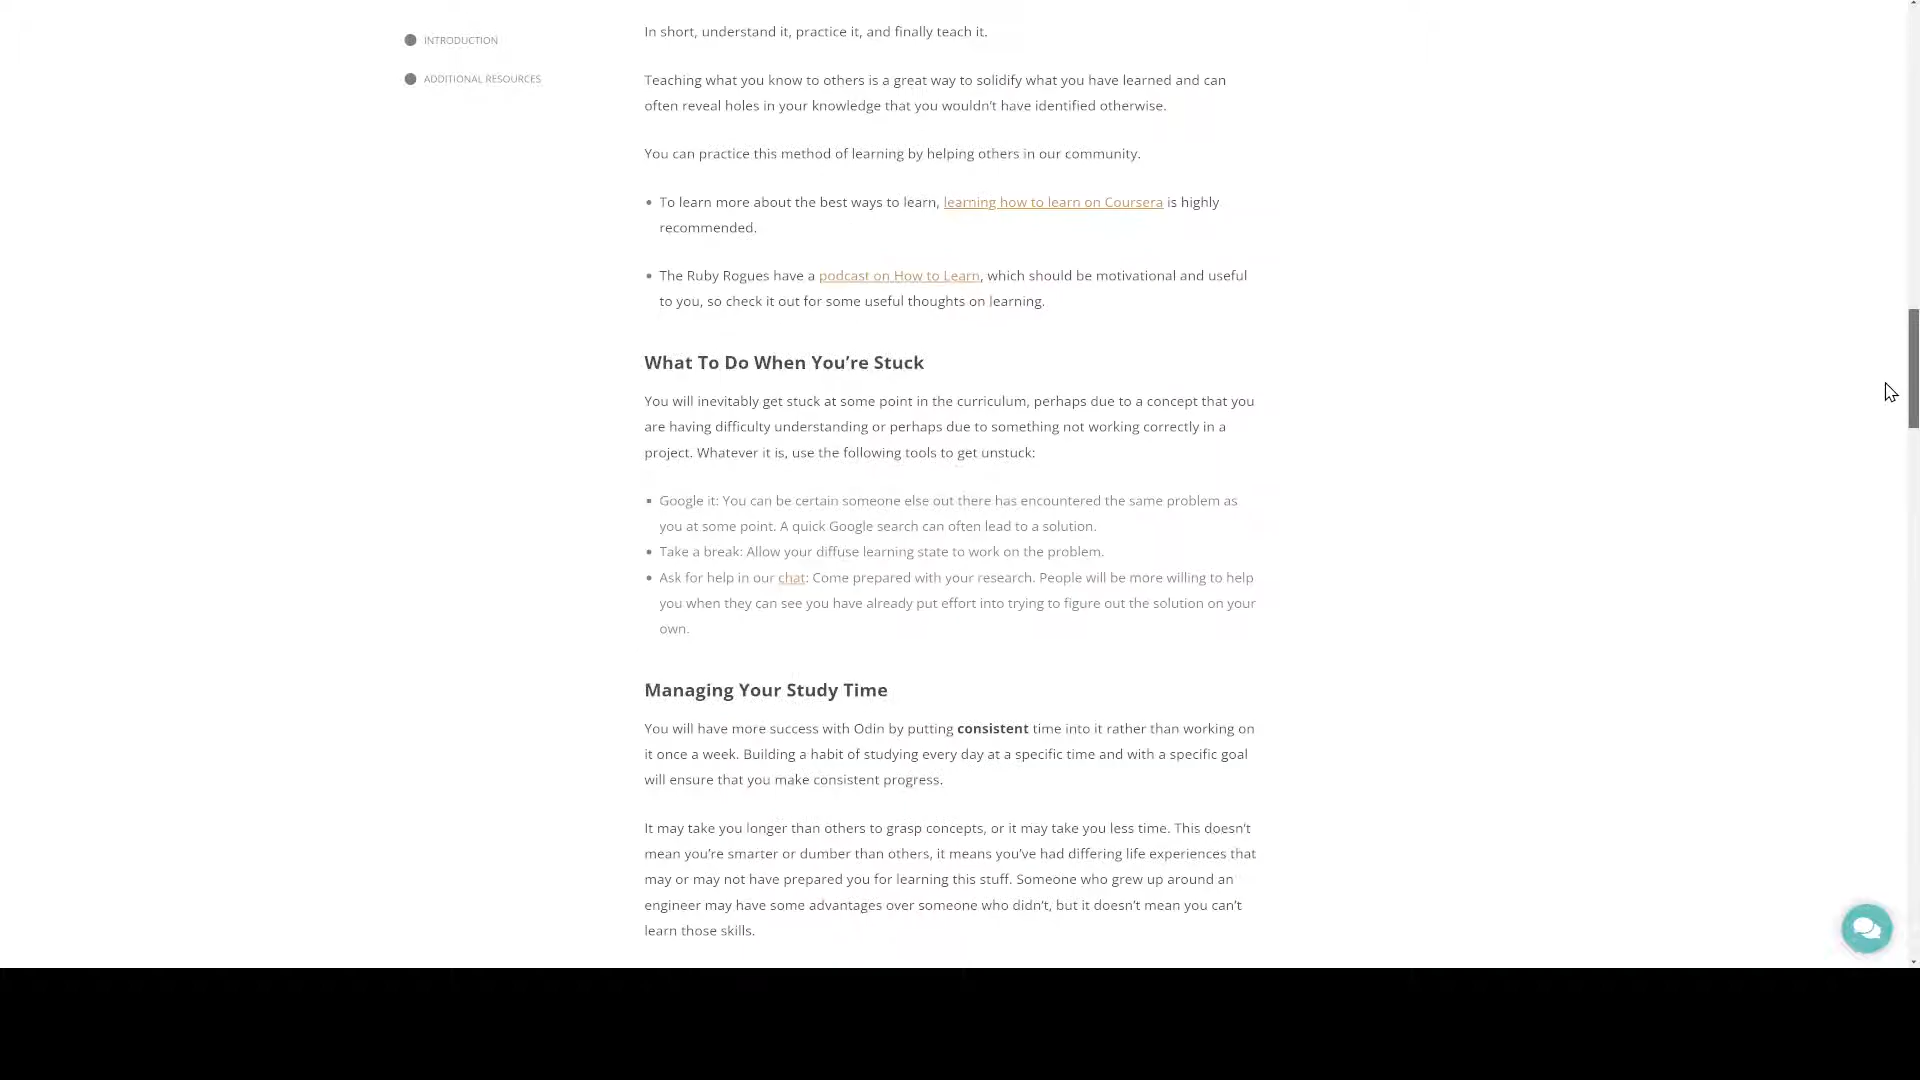 INTRODUCTION
ADDITIONAL RESOURCES
In short, understand it, practice it, and finally teach it.
Teaching what you know to others is a great way to solidify what you have learned and can
often reveal holes in your knowledge that you wouldn’t have identified otherwise.
You can practice this method of learning by helping others in our community.
• To learn more about the best ways to learn, learning how to learn on Coursera is highly
recommended.
• The Ruby Rogues have a podcast on How to Learn, which should be motivational and useful
to you, so check it out for some useful thoughts on learning.
What To Do When You’re Stuck
You will inevitably get stuck at some point in the curriculum, perhaps due to a concept that you
are having difficulty understanding or perhaps due to something not working correctly in a
project. Whatever it is, use the following tools to get unstuck:
• Google it: You can be certain someone else out there has encountered the same problem as
you at some point. A quick Google search can often lead to a solution.
• Take a break: Allow your diffuse learning state to work on the problem.
• Ask for help in our chat: Come prepared with your research. People will be more willing to help
you when they can see you have already put effort into trying to figure out the solution on your
own.
Managing Your Study Time
You will have more success with Odin by putting consistent time into it rather than working on
it once a week. Building a habit of studying every day at a specific time and with a specific goal
will ensure that you make consistent progress.
It may take you longer than others to grasp concepts, or it may take you less time. This doesn’t
mean you’re smarter or dumber than others, it means you’ve had differing life experiences that
may or may not have prepared you for learning this stuff. Someone who grew up around an
engineer may have some advantages over someone who didn’t, but it doesn’t mean you can’t
learn those skills.